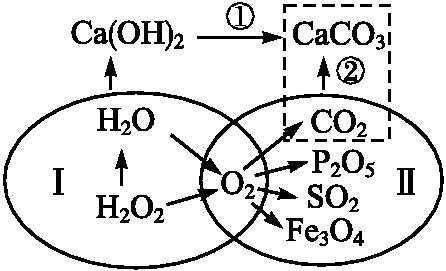 Ca(OH)₂ ① CaCO₃
②
H₂O CO₂
Ⅰ O₂ P₂O₅ Ⅱ
H₂O₂ SO₂
Fe₃O₄